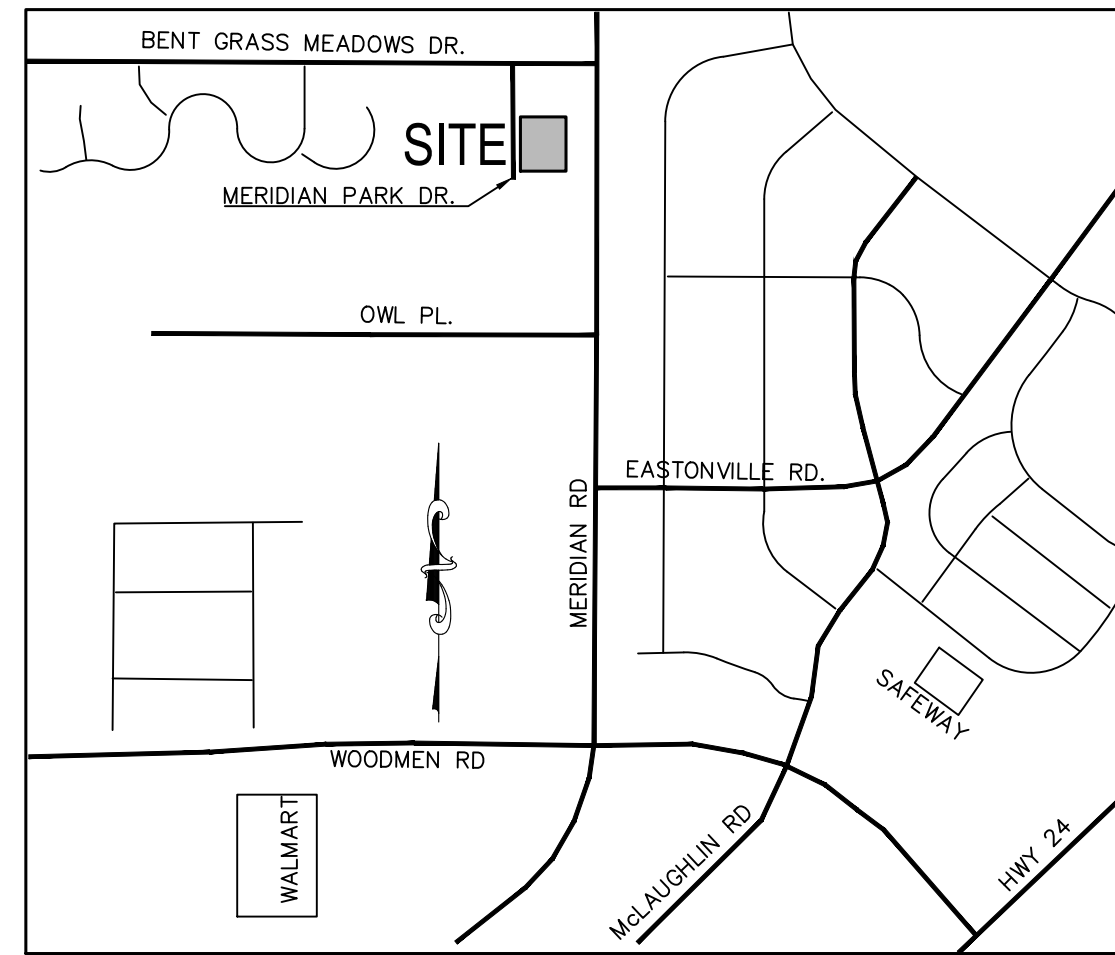 BENT GRASS MEADOWS DR.
SITE
MERIDIAN PARK DR.
OWL PL.
EASTONVILLE RD.
MERIDIAN RD
SAFEWAY
WOODMEN RD
WALMART
McLAUGHLIN RD
HWY 24